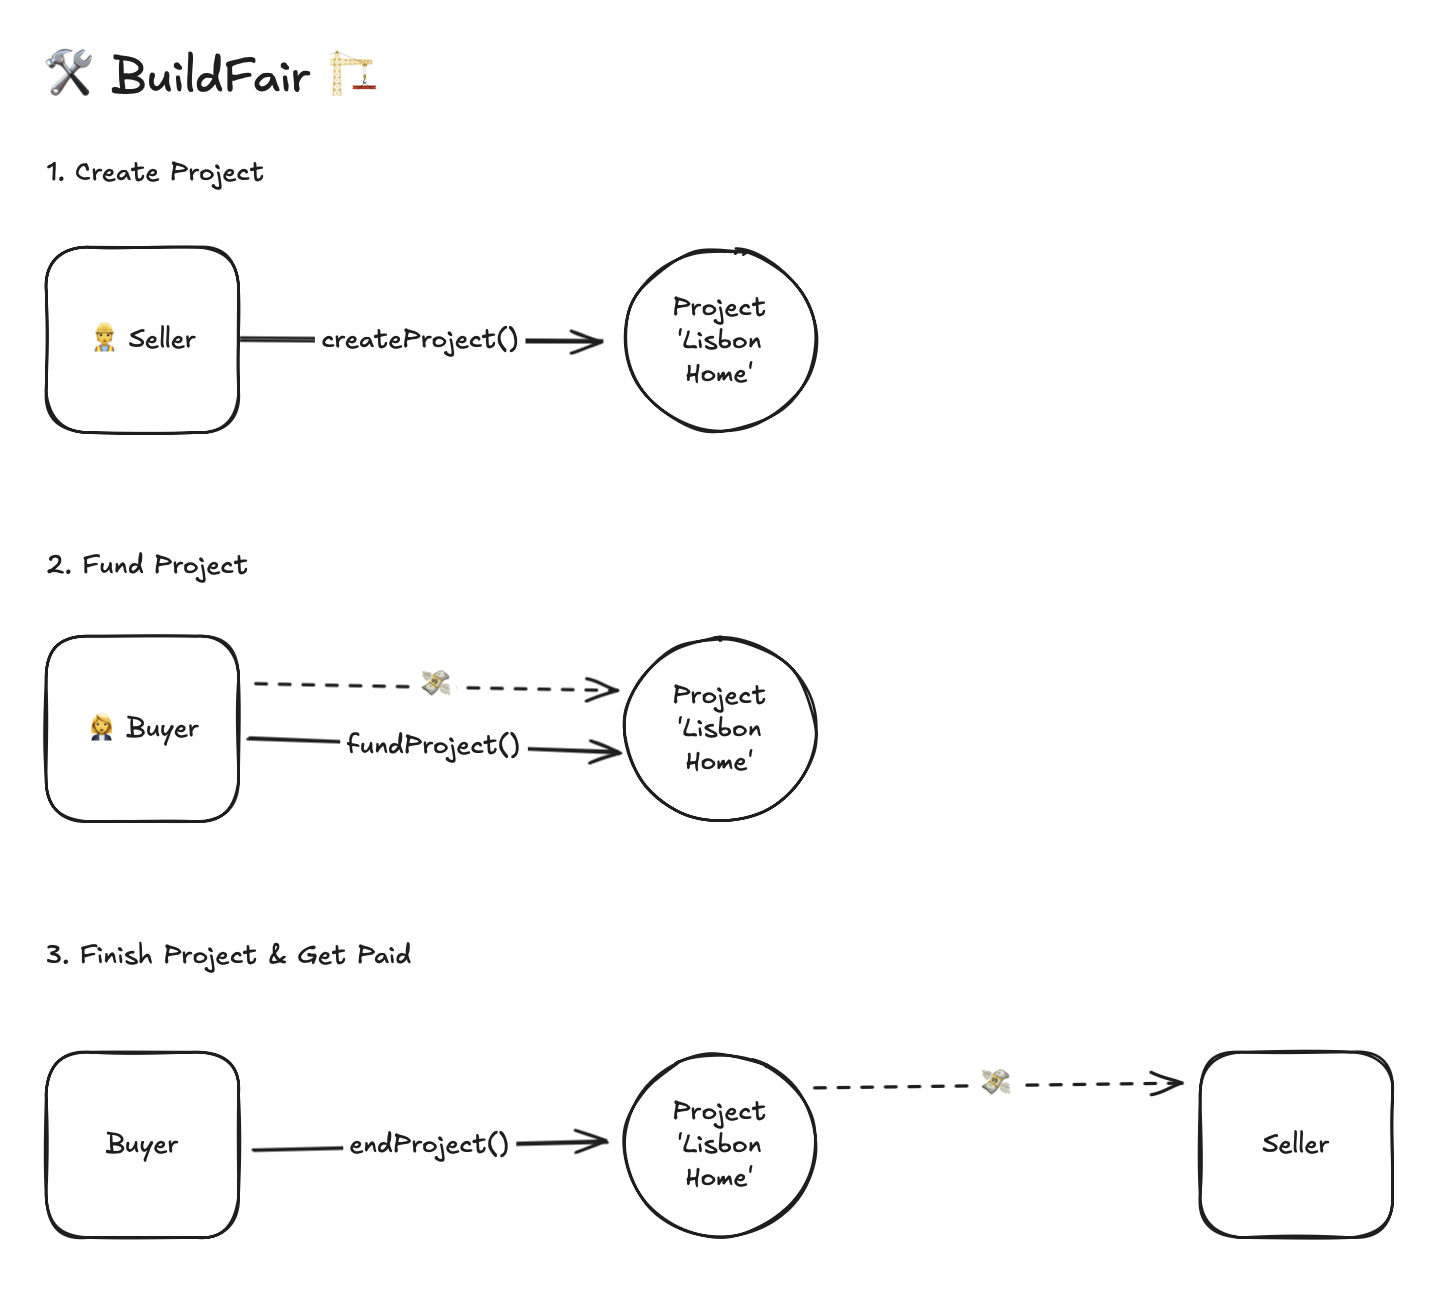 🛠️ BuildFair 🏗️
1. Create Project
👷 Seller
createProject()
Project
'Lisbon
Home'
2. Fund Project
👩‍💼 Buyer
💸
fundProject()
Project
'Lisbon
Home'
3. Finish Project & Get Paid
Buyer
endProject()
Project
'Lisbon
Home'
💸
Seller